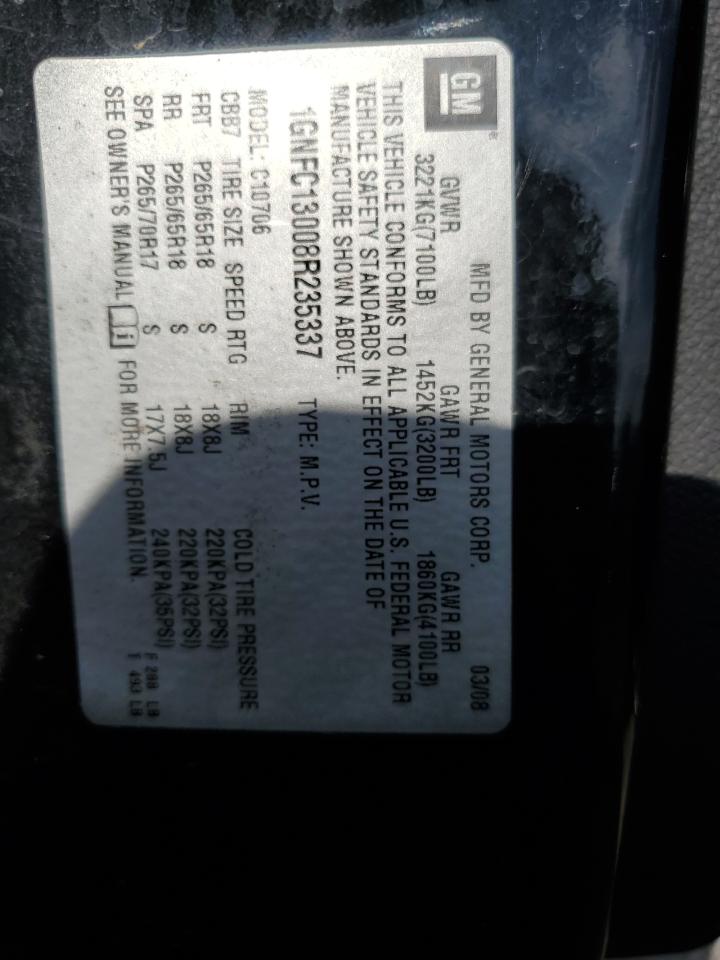 GM
MFD BY GENERAL MOTORS CORP. 03/08
GVWR GAWR FRT GAWR RR
3221KG(7100LB) 1452KG(3200LB) 1860KG(4100LB)
THIS VEHICLE CONFORMS TO ALL APPLICABLE U.S. FEDERAL MOTOR
VEHICLE SAFETY STANDARDS IN EFFECT ON THE DATE OF
MANUFACTURE SHOWN ABOVE.
1GNFC13008R235337 TYPE: M.P.V.
MODEL: C10706
CBB7 TIRE SIZE SPEED RTG RIM COLD TIRE PRESSURE
FRT P265/65R18 S 18X8J 220KPA(32PSI)
RR P265/65R18 S 18X8J 220KPA(32PSI)
SPA P265/70R17 S 17X7.5J 240KPA(35PSI)
SEE OWNER'S MANUAL i FOR MORE INFORMATION.
F 288 LB
T 493 LB